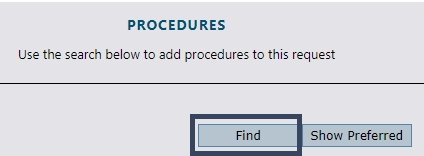 PROCEDURES
Use the search below to add procedures to this request
Find Show Preferred